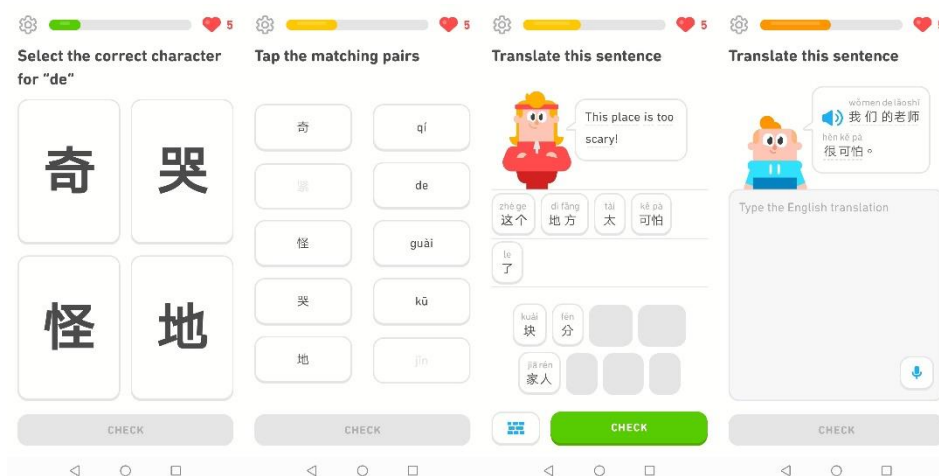 5
Select the correct character
for "de"
奇
哭
怪
地
CHECK
5
Tap the matching pairs
奇
qí
de
怪
guài
哭
kū
地
jǐn
CHECK
5
Translate this sentence
This place is too
scary!
zhè ge
dì fāng
tài
kě pà
这个
地方
太
可怕
le
了
kuài
fēn
块
分
jiā rén
家人
CHECK
Translate this sentence
wǒmen de lǎoshī
我们的老师
hěn kě pà
很可怕。
Type the English translation
CHECK